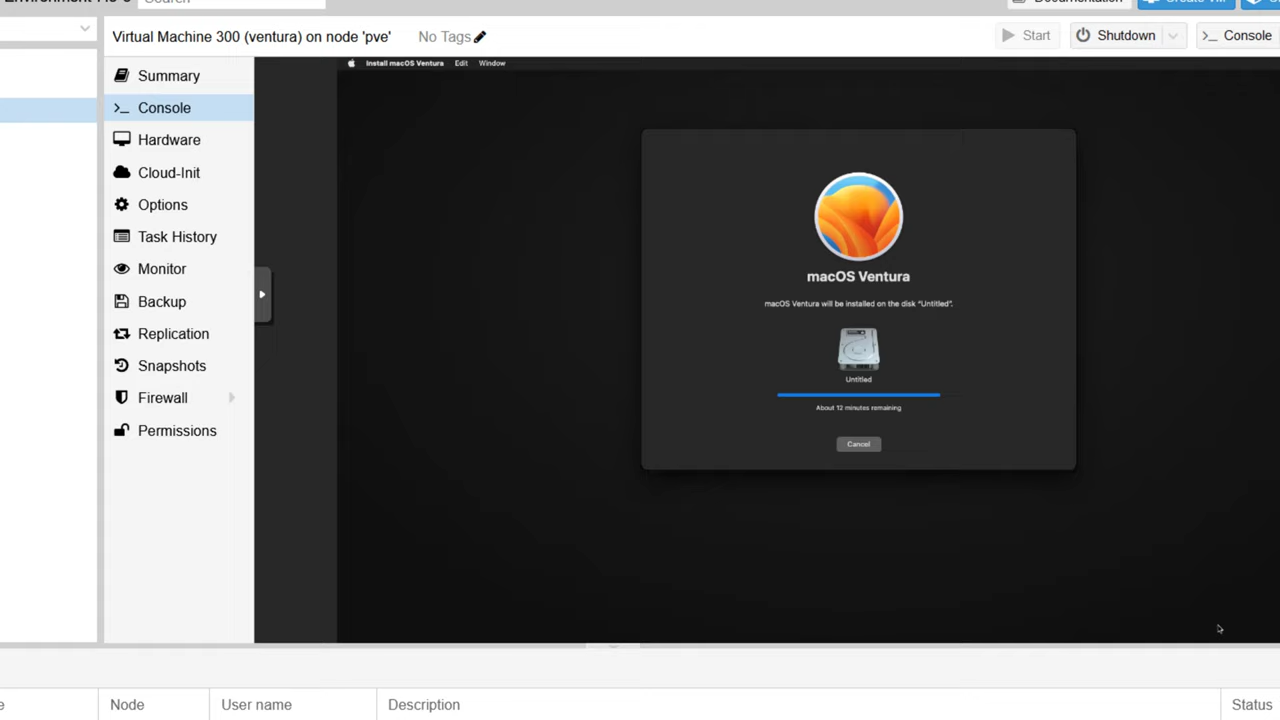 Search
Documentation
Virtual Machine 300 (ventura) on node 'pve'
No Tags
Start
Shutdown
Console
Summary
Console
Hardware
Cloud-Init
Options
Task History
Monitor
Backup
Replication
Snapshots
Firewall
Permissions
Install macOS Ventura Edit Window
macOS Ventura
macOS Ventura will be installed on the disk “Untitled”.
Untitled
About 12 minutes remaining
Cancel
Node
User name
Description
Status